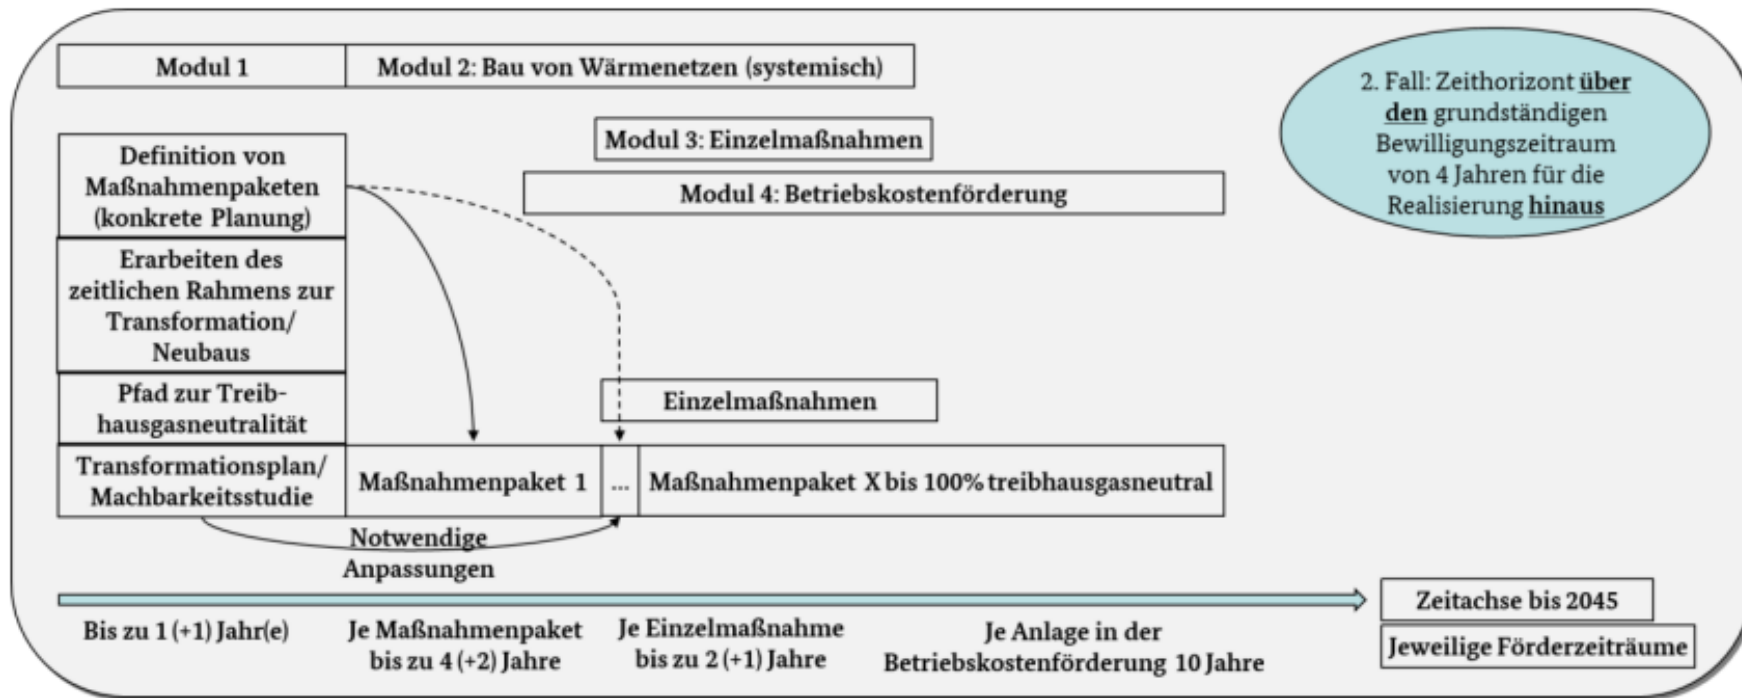 Modul 1
Modul 2: Bau von Wärmenetzen (systemisch)
2. Fall: Zeithorizont über
den grundständigen
Bewilligungszeitraum
von 4 Jahren für die
Realisierung hinaus
Modul 3: Einzelmaßnahmen
Modul 4: Betriebskostenförderung
Definition von
Maßnahmenpaketen
(konkrete Planung)
Erarbeiten des
zeitlichen Rahmens zur
Transformation/
Neubaus
Pfad zur Treib-
hausgasneutralität
Einzelmaßnahmen
Transformationsplan/
Machbarkeitsstudie
Maßnahmenpaket 1
...
Maßnahmenpaket X bis 100% treibhausgasneutral
Notwendige
Anpassungen
Zeitachse bis 2045
Bis zu 1 (+1) Jahr(e)
Je Maßnahmenpaket
bis zu 4 (+2) Jahre
Je Einzelmaßnahme
bis zu 2 (+1) Jahre
Je Anlage in der
Betriebskostenförderung 10 Jahre
Jeweilige Förderzeiträume